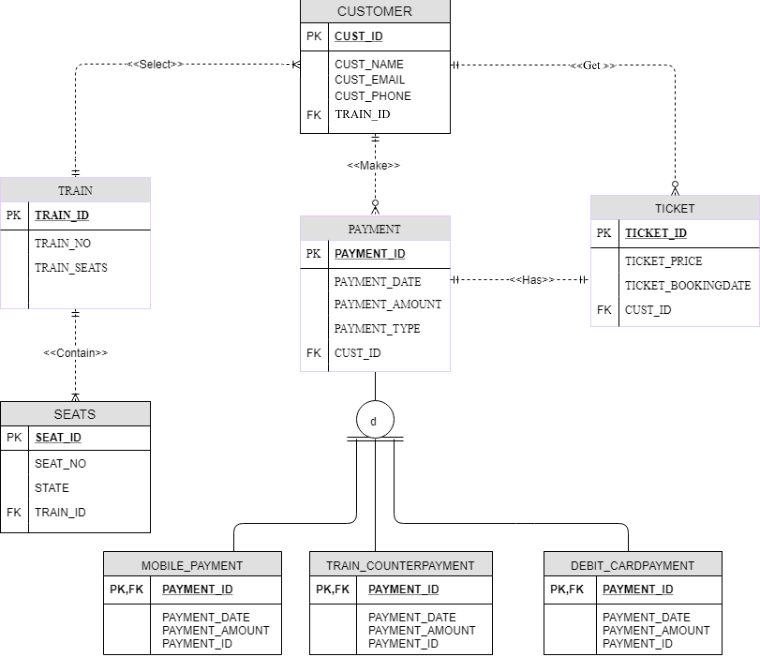 CUSTOMER
PK CUST_ID
CUST_NAME
CUST_EMAIL
CUST_PHONE
FK TRAIN_ID
<<Select>>
<<Get >>
<<Make>>
TRAIN
PK TRAIN_ID
TRAIN_NO
TRAIN_SEATS
TICKET
PK TICKET_ID
TICKET_PRICE
TICKET_BOOKINGDATE
FK CUST_ID
PAYMENT
PK PAYMENT_ID
PAYMENT_DATE
PAYMENT_AMOUNT
PAYMENT_TYPE
FK CUST_ID
<<Has>>
<<Contain>>
SEATS
PK SEAT_ID
SEAT_NO
STATE
FK TRAIN_ID
d
MOBILE_PAYMENT
PK,FK PAYMENT_ID
PAYMENT_DATE
PAYMENT_AMOUNT
PAYMENT_ID
TRAIN_COUNTERPAYMENT
PK,FK PAYMENT_ID
PAYMENT_DATE
PAYMENT_AMOUNT
PAYMENT_ID
DEBIT_CARDPAYMENT
PK,FK PAYMENT_ID
PAYMENT_DATE
PAYMENT_AMOUNT
PAYMENT_ID